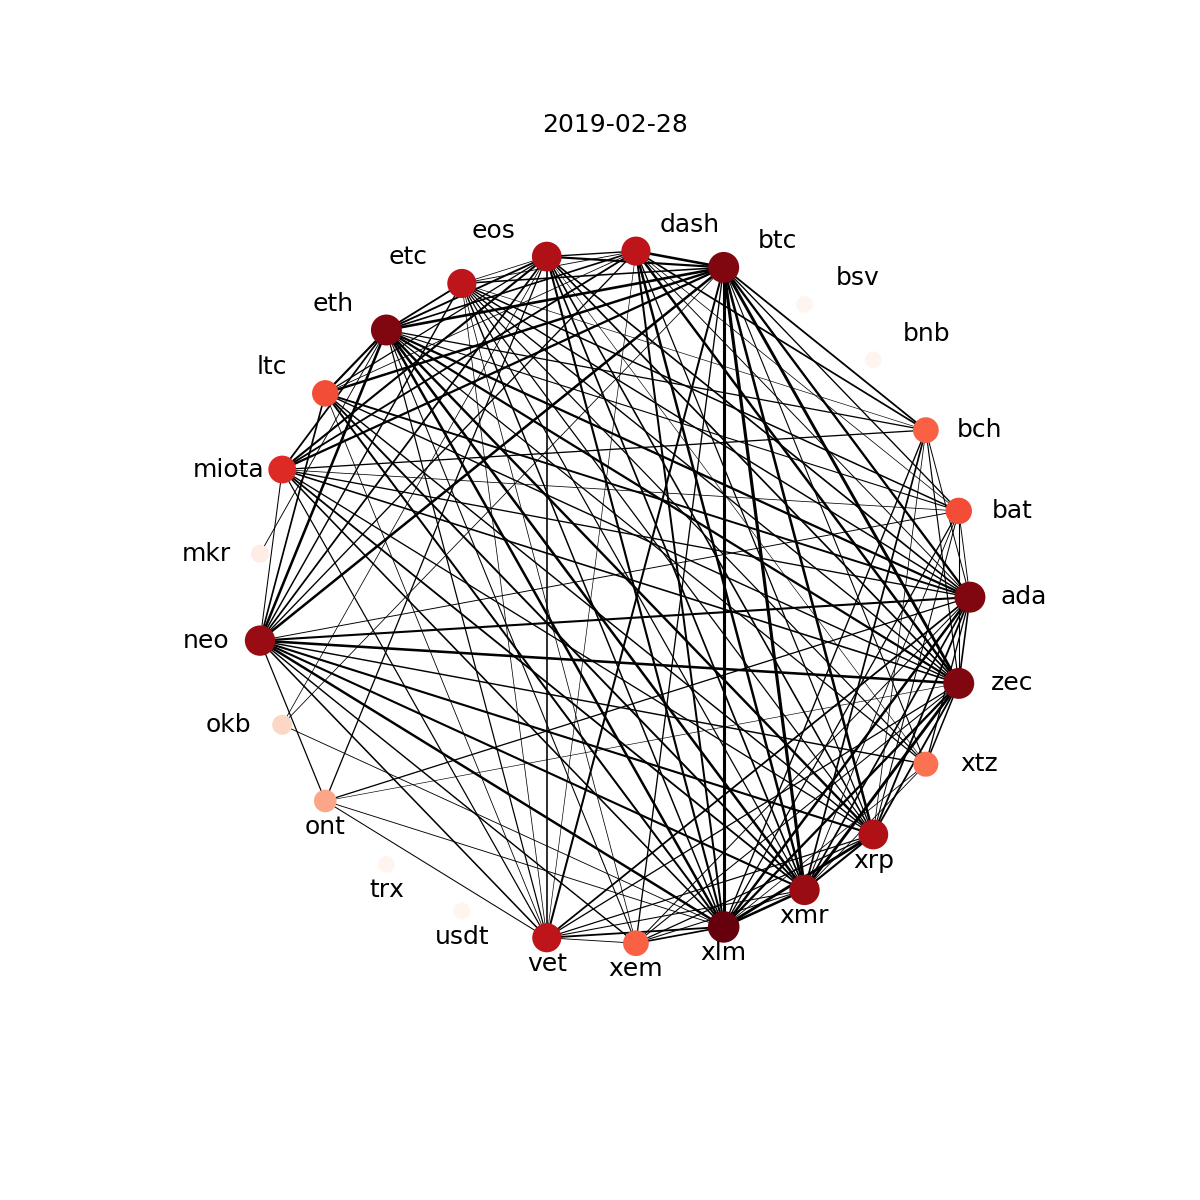 2019-02-28
dash
eos
btc
etc
bsv
eth
bnb
ltc
bch
miota
bat
mkr
ada
neo
zec
okb
xtz
ont
xrp
trx
xmr
usdt
xlm
vet
xem